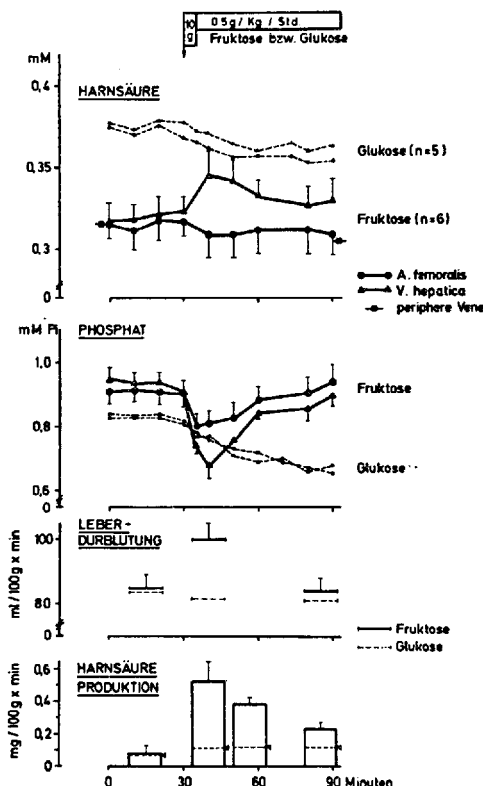 10 g
0.5g / Kg / Std.
Fruktose bzw. Glukose
mM
0,4
HARNSÄURE
Glukose (n=5)
0,35
Fruktose (n=6)
0,3
0
A. femoralis
V. hepatica
periphere Vene
mM Pi
PHOSPHAT
1,0
Fruktose
0,8
Glukose
0,6
0
LEBER-
DURBLUTUNG
100
80
0
ml / 100g x min
Fruktose
Glukose
HARNSÄURE
PRODUKTION
0,6
0,4
0,2
0
mg / 100g x min
0 30 60 90 Minuten